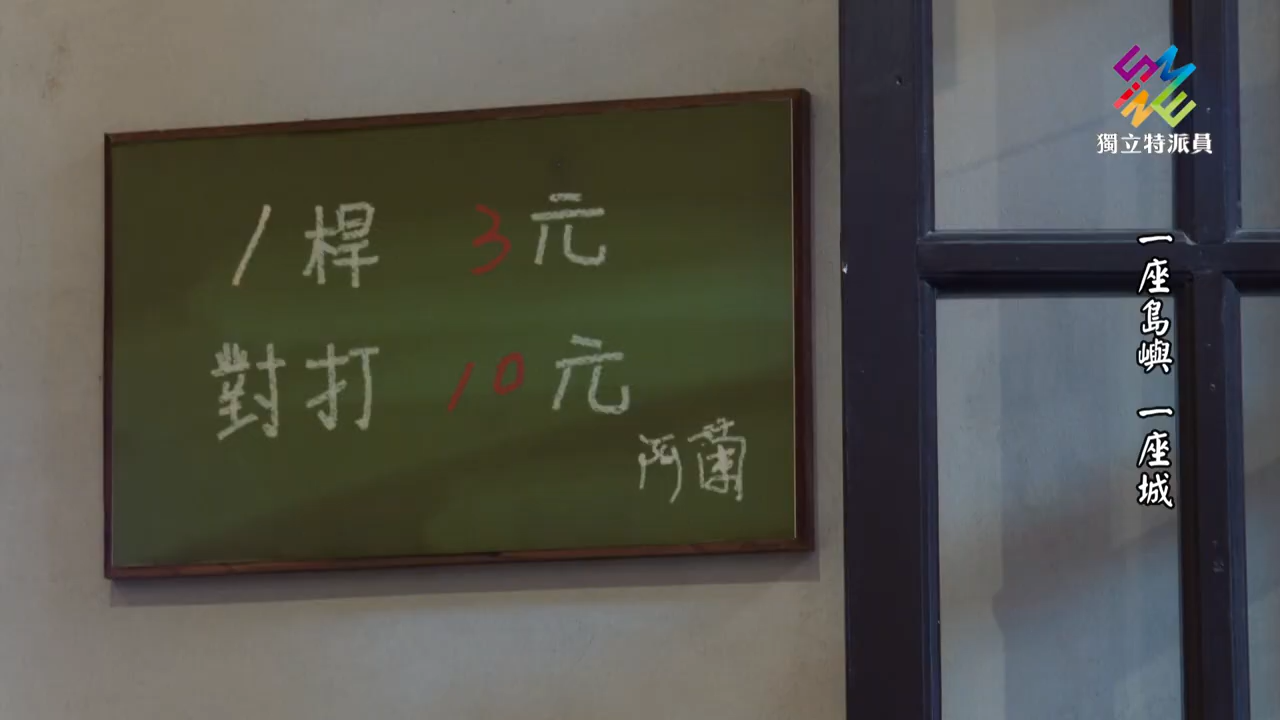 1桿 3元
對打 10元
阿蘭
獨立特派員
一座島嶼 一座城